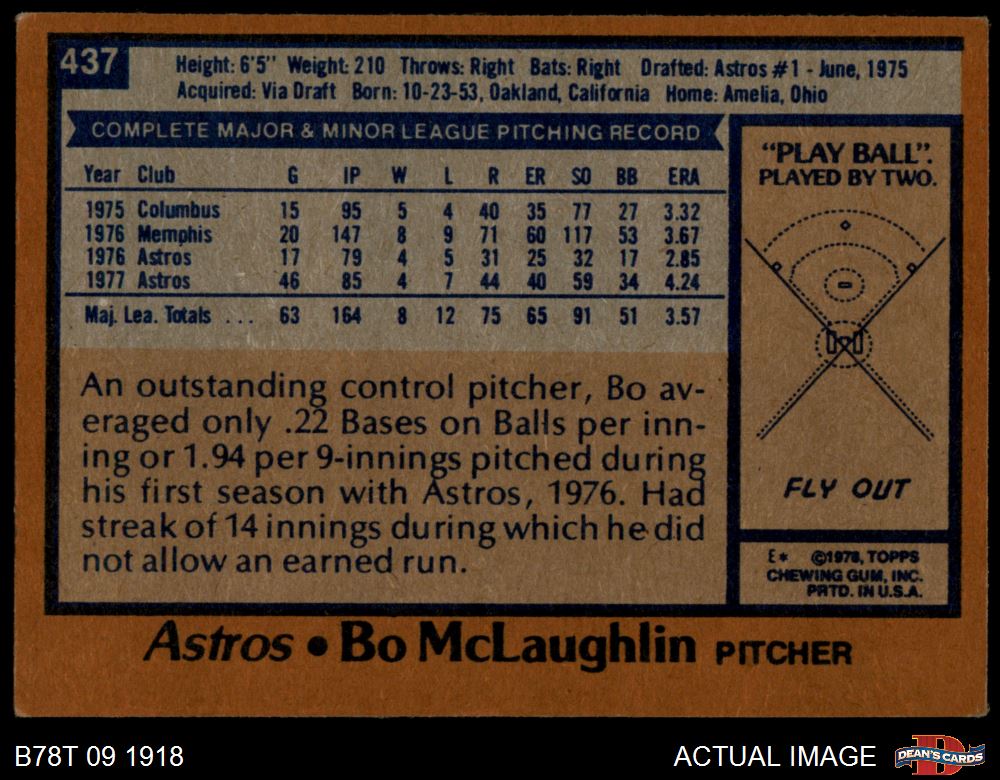 437
Height: 6'5" Weight: 210 Throws: Right Bats: Right Drafted: Astros #1 - June, 1975
Acquired: Via Draft Born: 10-23-53, Oakland, California Home: Amelia, Ohio
COMPLETE MAJOR & MINOR LEAGUE PITCHING RECORD
Year Club G IP W L R ER SO BB ERA
1975 Columbus 15 95 5 4 40 35 77 27 3.32
1976 Memphis 20 147 8 9 71 60 117 53 3.67
1976 Astros 17 79 4 5 31 25 32 17 2.85
1977 Astros 46 85 4 7 44 40 59 34 4.24
Maj. Lea. Totals ... 63 164 8 12 75 65 91 51 3.57
An outstanding control pitcher, Bo av-
eraged only .22 Bases on Balls per inn-
ing or 1.94 per 9-innings pitched during
his first season with Astros, 1976. Had
streak of 14 innings during which he did
not allow an earned run.
"PLAY BALL".
PLAYED BY TWO.
FLY OUT
E* ©1978, TOPPS
CHEWING GUM, INC.
PRTD. IN U.S.A.
Astros • Bo McLaughlin PITCHER
B78T 09 1918
ACTUAL IMAGE
DEAN'S CARDS